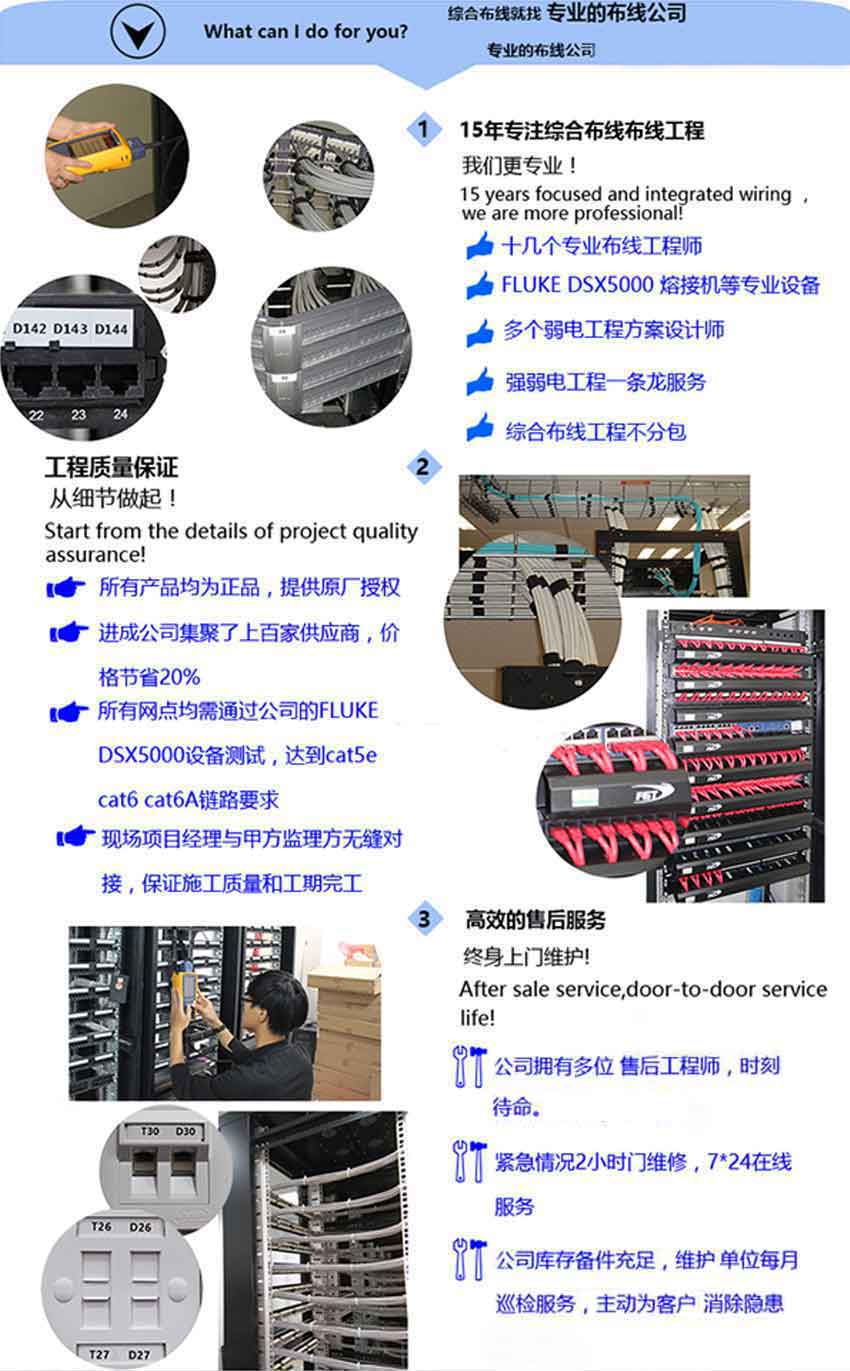 What can I do for you?
综合布线就找 专业的布线公司
专业的布线公司
1
15年专注综合布线布线工程
我们更专业！
15 years focused and integrated wiring ，
we are more professional!
十几个专业布线工程师
FLUKE DSX5000 熔接机等专业设备
多个弱电工程方案设计师
强弱电工程一条龙服务
综合布线工程不分包
D142 D143 D144
22 23 24
2
工程质量保证
从细节做起！
Start from the details of project quality
assurance!
所有产品均为正品，提供原厂授权
进成公司集聚了上百家供应商，价
格节省20%
所有网点均需通过公司的FLUKE
DSX5000设备测试，达到cat5e
cat6 cat6A链路要求
现场项目经理与甲方监理方无缝对
接，保证施工质量和工期完工
3
高效的售后服务
终身上门维护!
After sale service,door-to-door service
life!
公司拥有多位 售后工程师，时刻
待命。
紧急情况2小时门维修，7*24在线
服务
公司库存备件充足，维护 单位每月
巡检服务，主动为客户 消除隐患
T30 D30
T26 D26
T27 D27